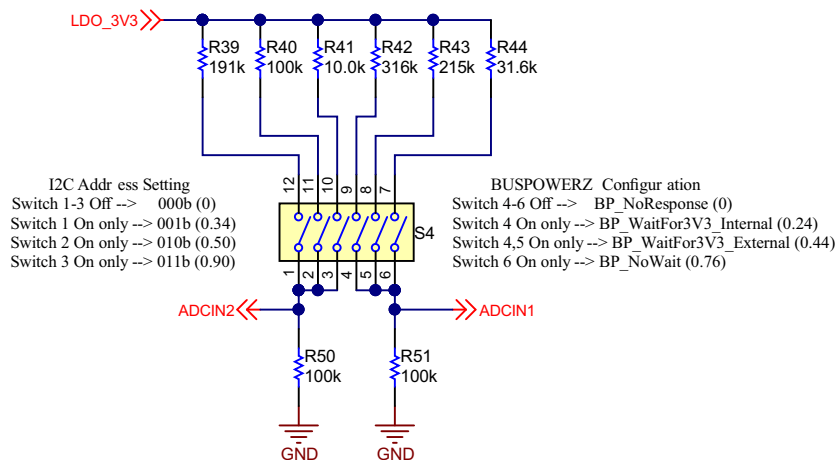 LDO_3V3
R39
191k
R40
100k
R41
10.0k
R42
316k
R43
215k
R44
31.6k
12
11
10
9
8
7
S4
1
2
3
4
5
6
I2C Addr ess Setting
Switch 1-3 Off --> 000b (0)
Switch 1 On only --> 001b (0.34)
Switch 2 On only --> 010b (0.50)
Switch 3 On only --> 011b (0.90)
BUSPOWERZ Configur ation
Switch 4-6 Off --> BP_NoResponse (0)
Switch 4 On only --> BP_WaitFor3V3_Internal (0.24)
Switch 4,5 On only --> BP_WaitFor3V3_External (0.44)
Switch 6 On only --> BP_NoWait (0.76)
ADCIN2
ADCIN1
R50
100k
R51
100k
GND
GND